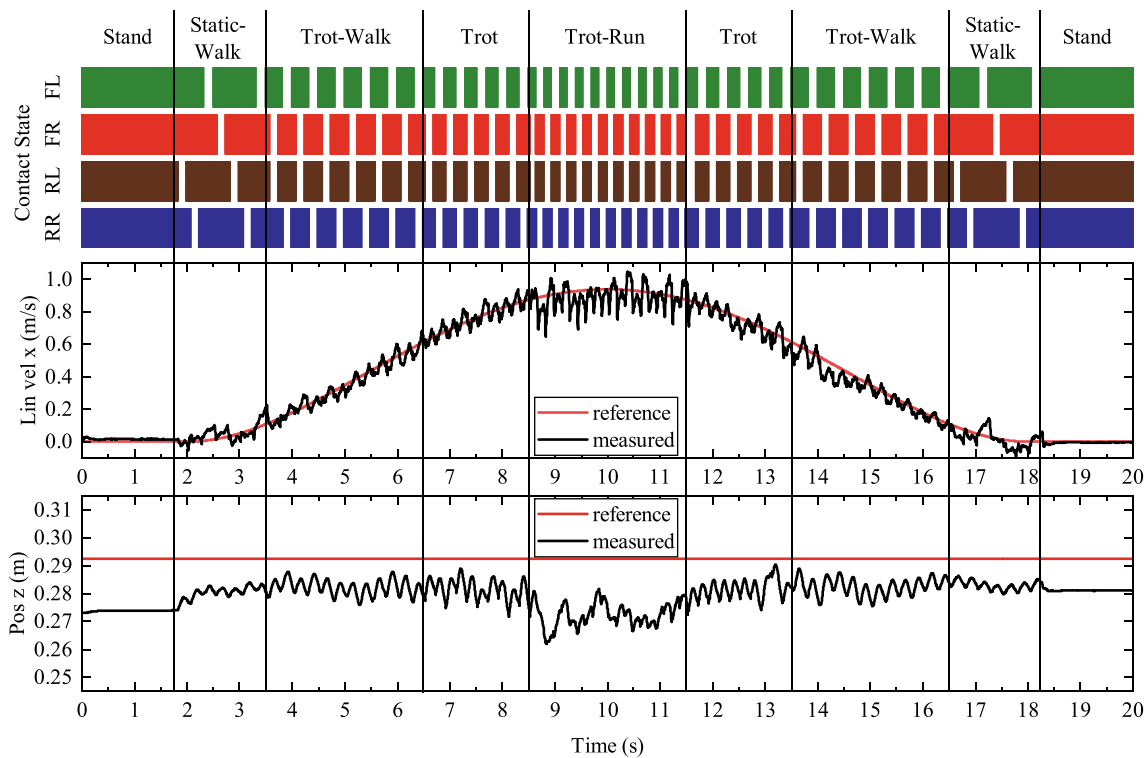 Stand Static- Walk Trot-Walk Trot Trot-Run Trot Trot-Walk Static- Walk Stand
Contact State
FL
FR
RL
RR
Lin vel x (m/s)
1.0
0.8
0.6
0.4
0.2
0.0
reference
measured
0 1 2 3 4 5 6 7 8 9 10 11 12 13 14 15 16 17 18 19 20
Pos z (m)
0.31
0.30
0.29
0.28
0.27
0.26
0.25
reference
measured
0 1 2 3 4 5 6 7 8 9 10 11 12 13 14 15 16 17 18 19 20
Time (s)